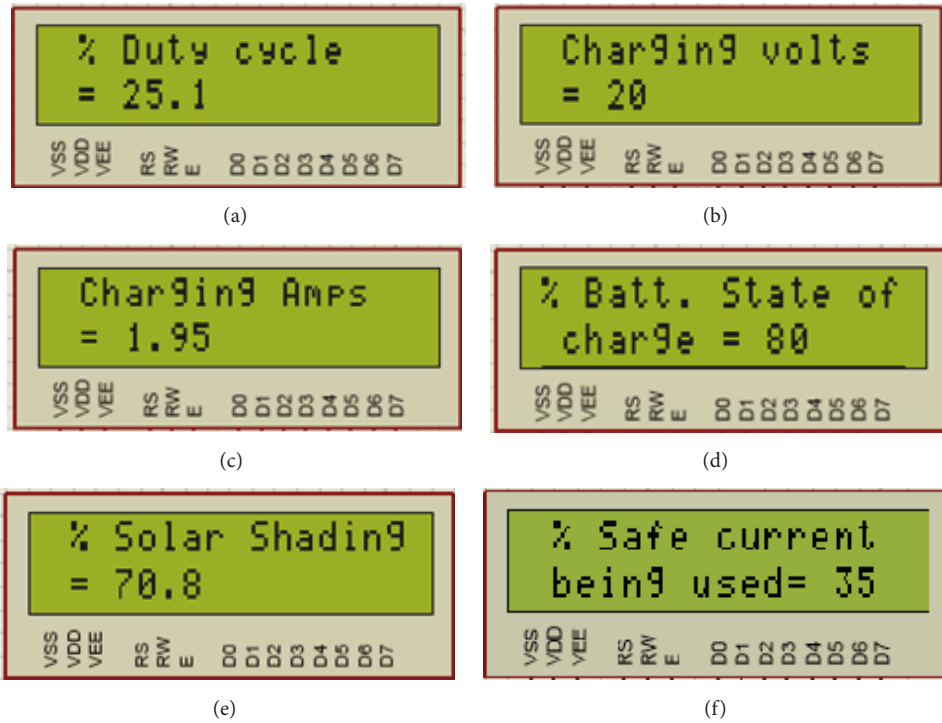 % Duty cycle
= 25.1
VSS VDD VEE RS RW E D0 D1 D2 D3 D4 D5 D6 D7
(a)
Charging volts
= 20
VSS VDD VEE RS RW E D0 D1 D2 D3 D4 D5 D6 D7
(b)
Charging Amps
= 1.95
VSS VDD VEE RS RW E D0 D1 D2 D3 D4 D5 D6 D7
(c)
% Batt. State of
charge = 80
VSS VDD VEE RS RW E D0 D1 D2 D3 D4 D5 D6 D7
(d)
% Solar Shading
= 70.8
VSS VDD VEE RS RW E D0 D1 D2 D3 D4 D5 D6 D7
(e)
% Safe current
being used= 35
VSS VDD VEE RS RW E D0 D1 D2 D3 D4 D5 D6 D7
(f)